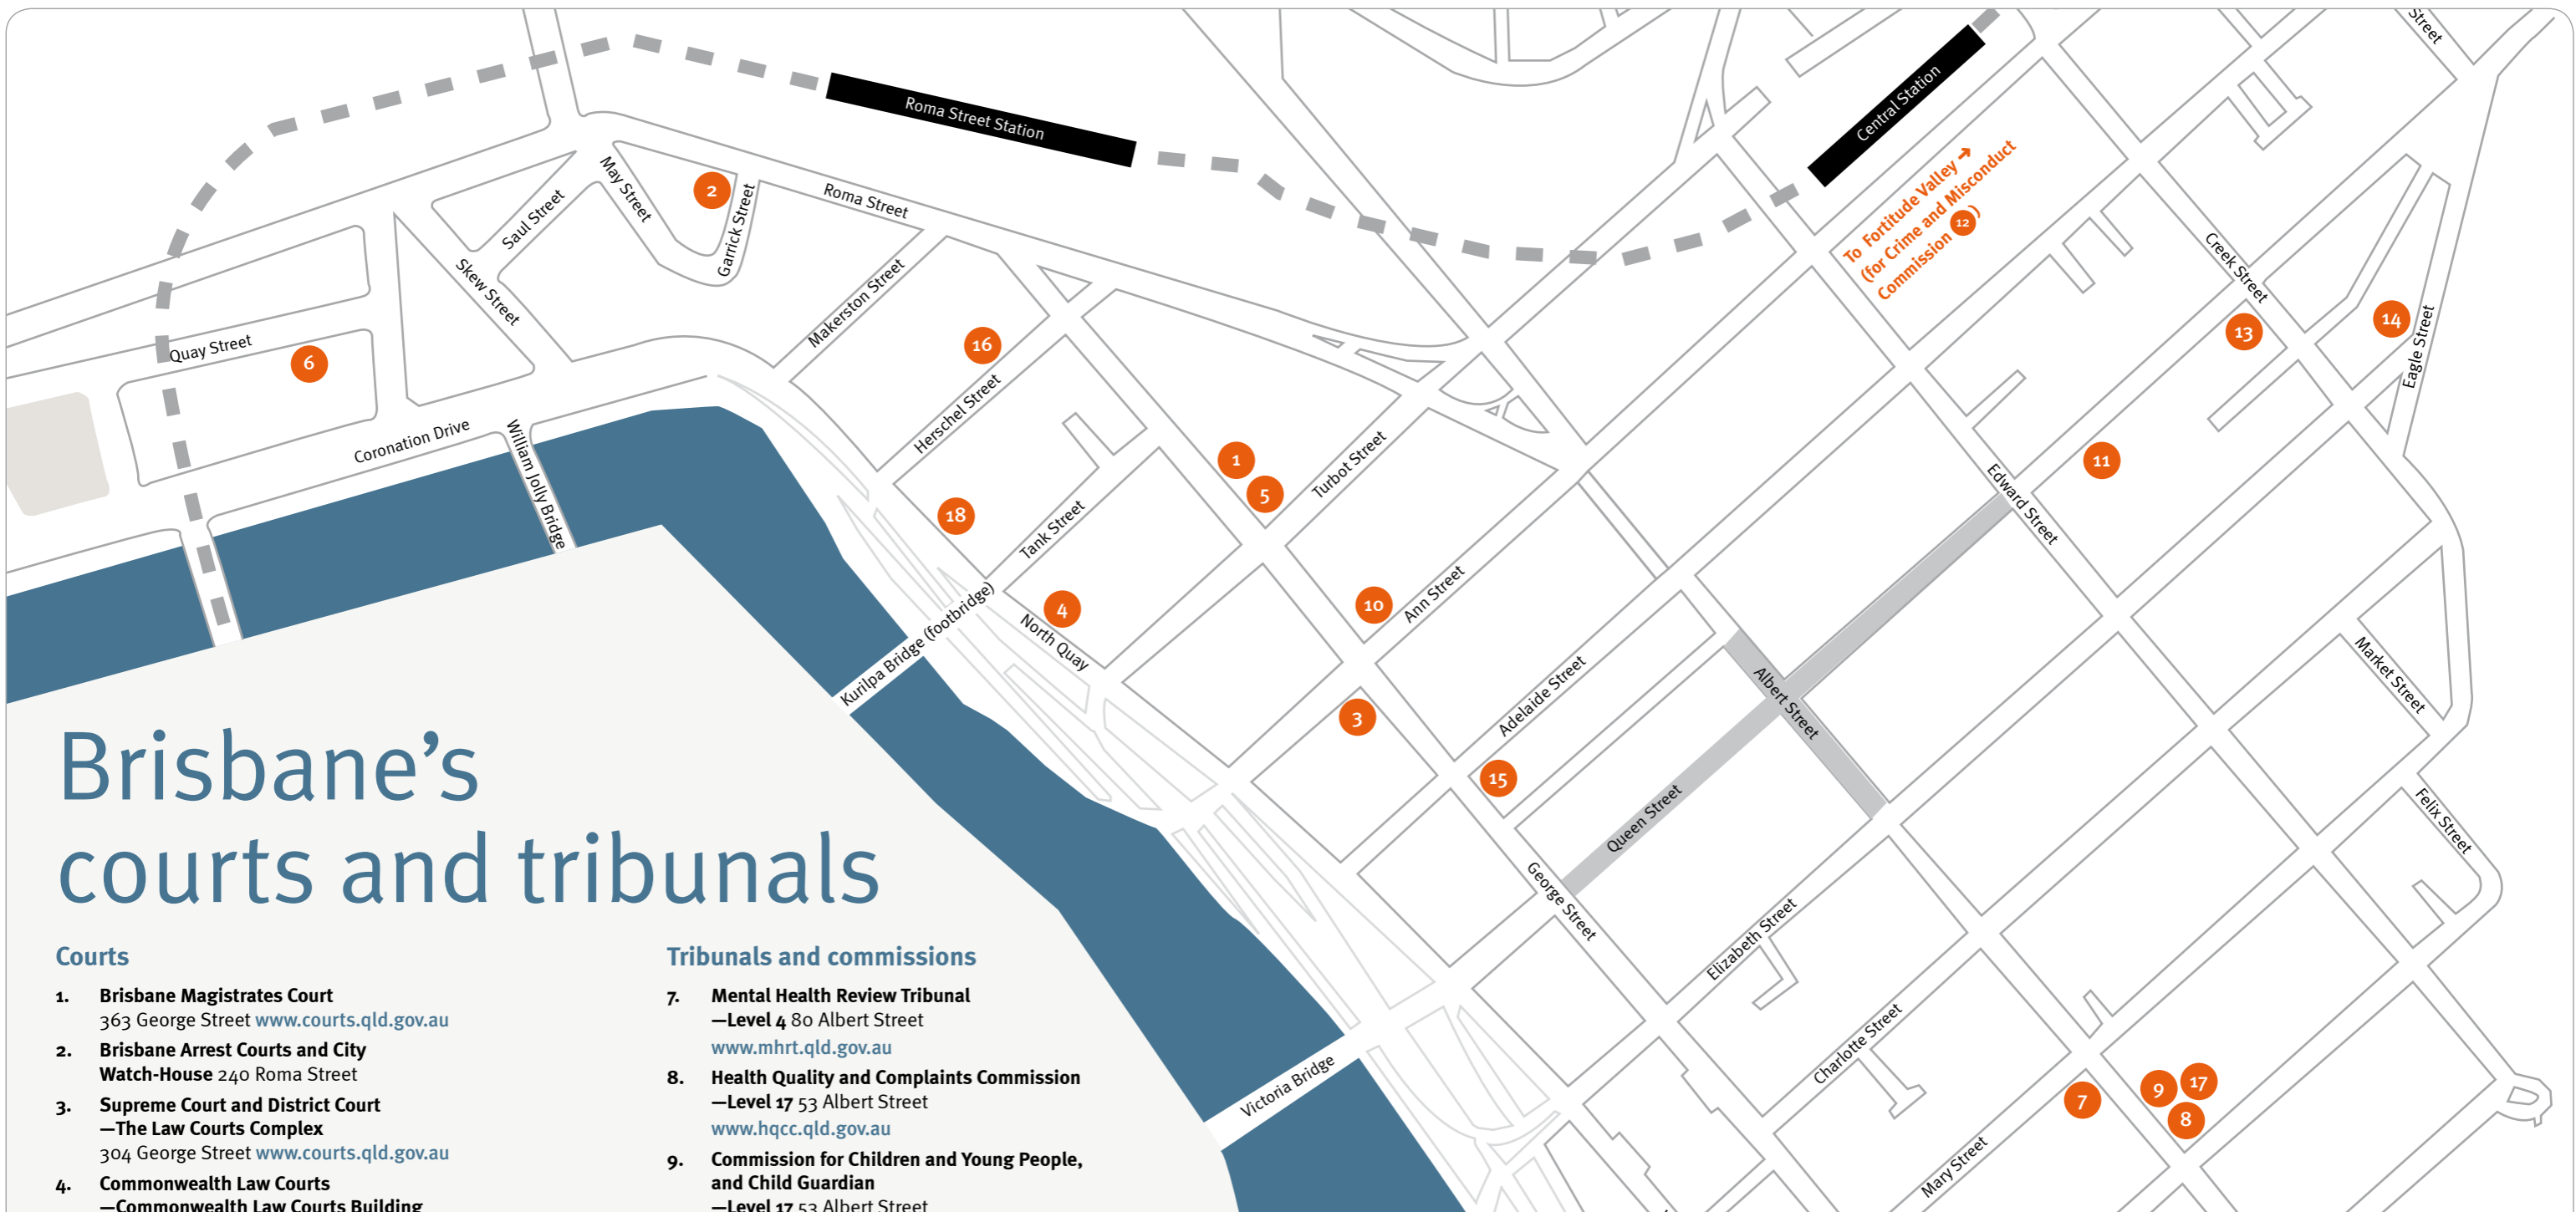 Street
Roma Street Station
Central Station
To Fortitude Valley ➔
(for Crime and Misconduct
Commission 12)
May Street
2
Garrick Street
Roma Street
Saul Street
Skew Street
Creek Street
Makerston Street
13
14
Eagle Street
Quay Street
6
16
Herschel Street
Coronation Drive
William Jolly Bridge
1
5
Turbot Street
11
Edward Street
18
Tank Street
Kurilpa Bridge (footbridge)
4
North Quay
10
Ann Street
Market Street
3
Adelaide Street
Albert Street
15
Queen Street
Felix Street
George Street
Elizabeth Street
Charlotte Street
Victoria Bridge
7
9
17
8
Mary Street
Brisbane’s
courts and tribunals
Courts
1. Brisbane Magistrates Court
363 George Street www.courts.qld.gov.au
2. Brisbane Arrest Courts and City
Watch-House 240 Roma Street
3. Supreme Court and District Court
—The Law Courts Complex
304 George Street www.courts.qld.gov.au
4. Commonwealth Law Courts
—Commonwealth Law Courts Building
Tribunals and commissions
7. Mental Health Review Tribunal
—Level 4 80 Albert Street
www.mhrt.qld.gov.au
8. Health Quality and Complaints Commission
—Level 17 53 Albert Street
www.hqcc.qld.gov.au
9. Commission for Children and Young People,
and Child Guardian
—Level 17 53 Albert Street